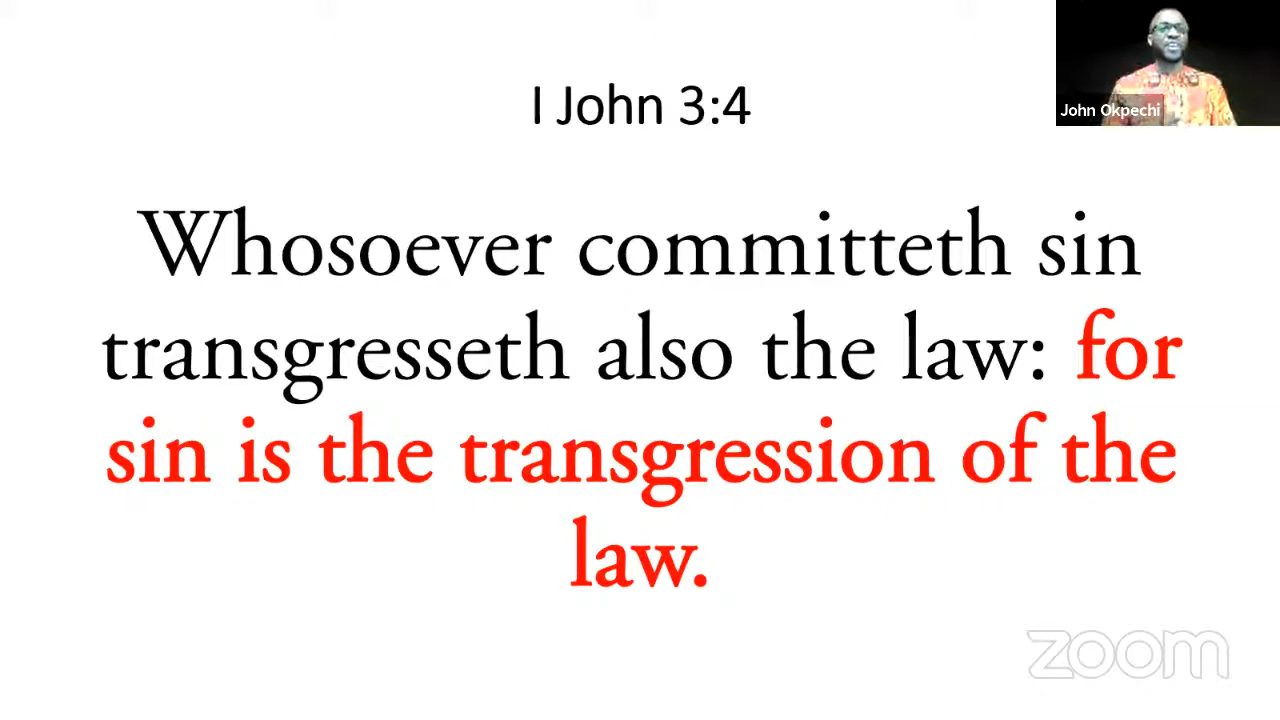 I John 3:4
John Okpechi
Whosoever committeth sin
transgresseth also the law: for
sin is the transgression of the
law.
zoom